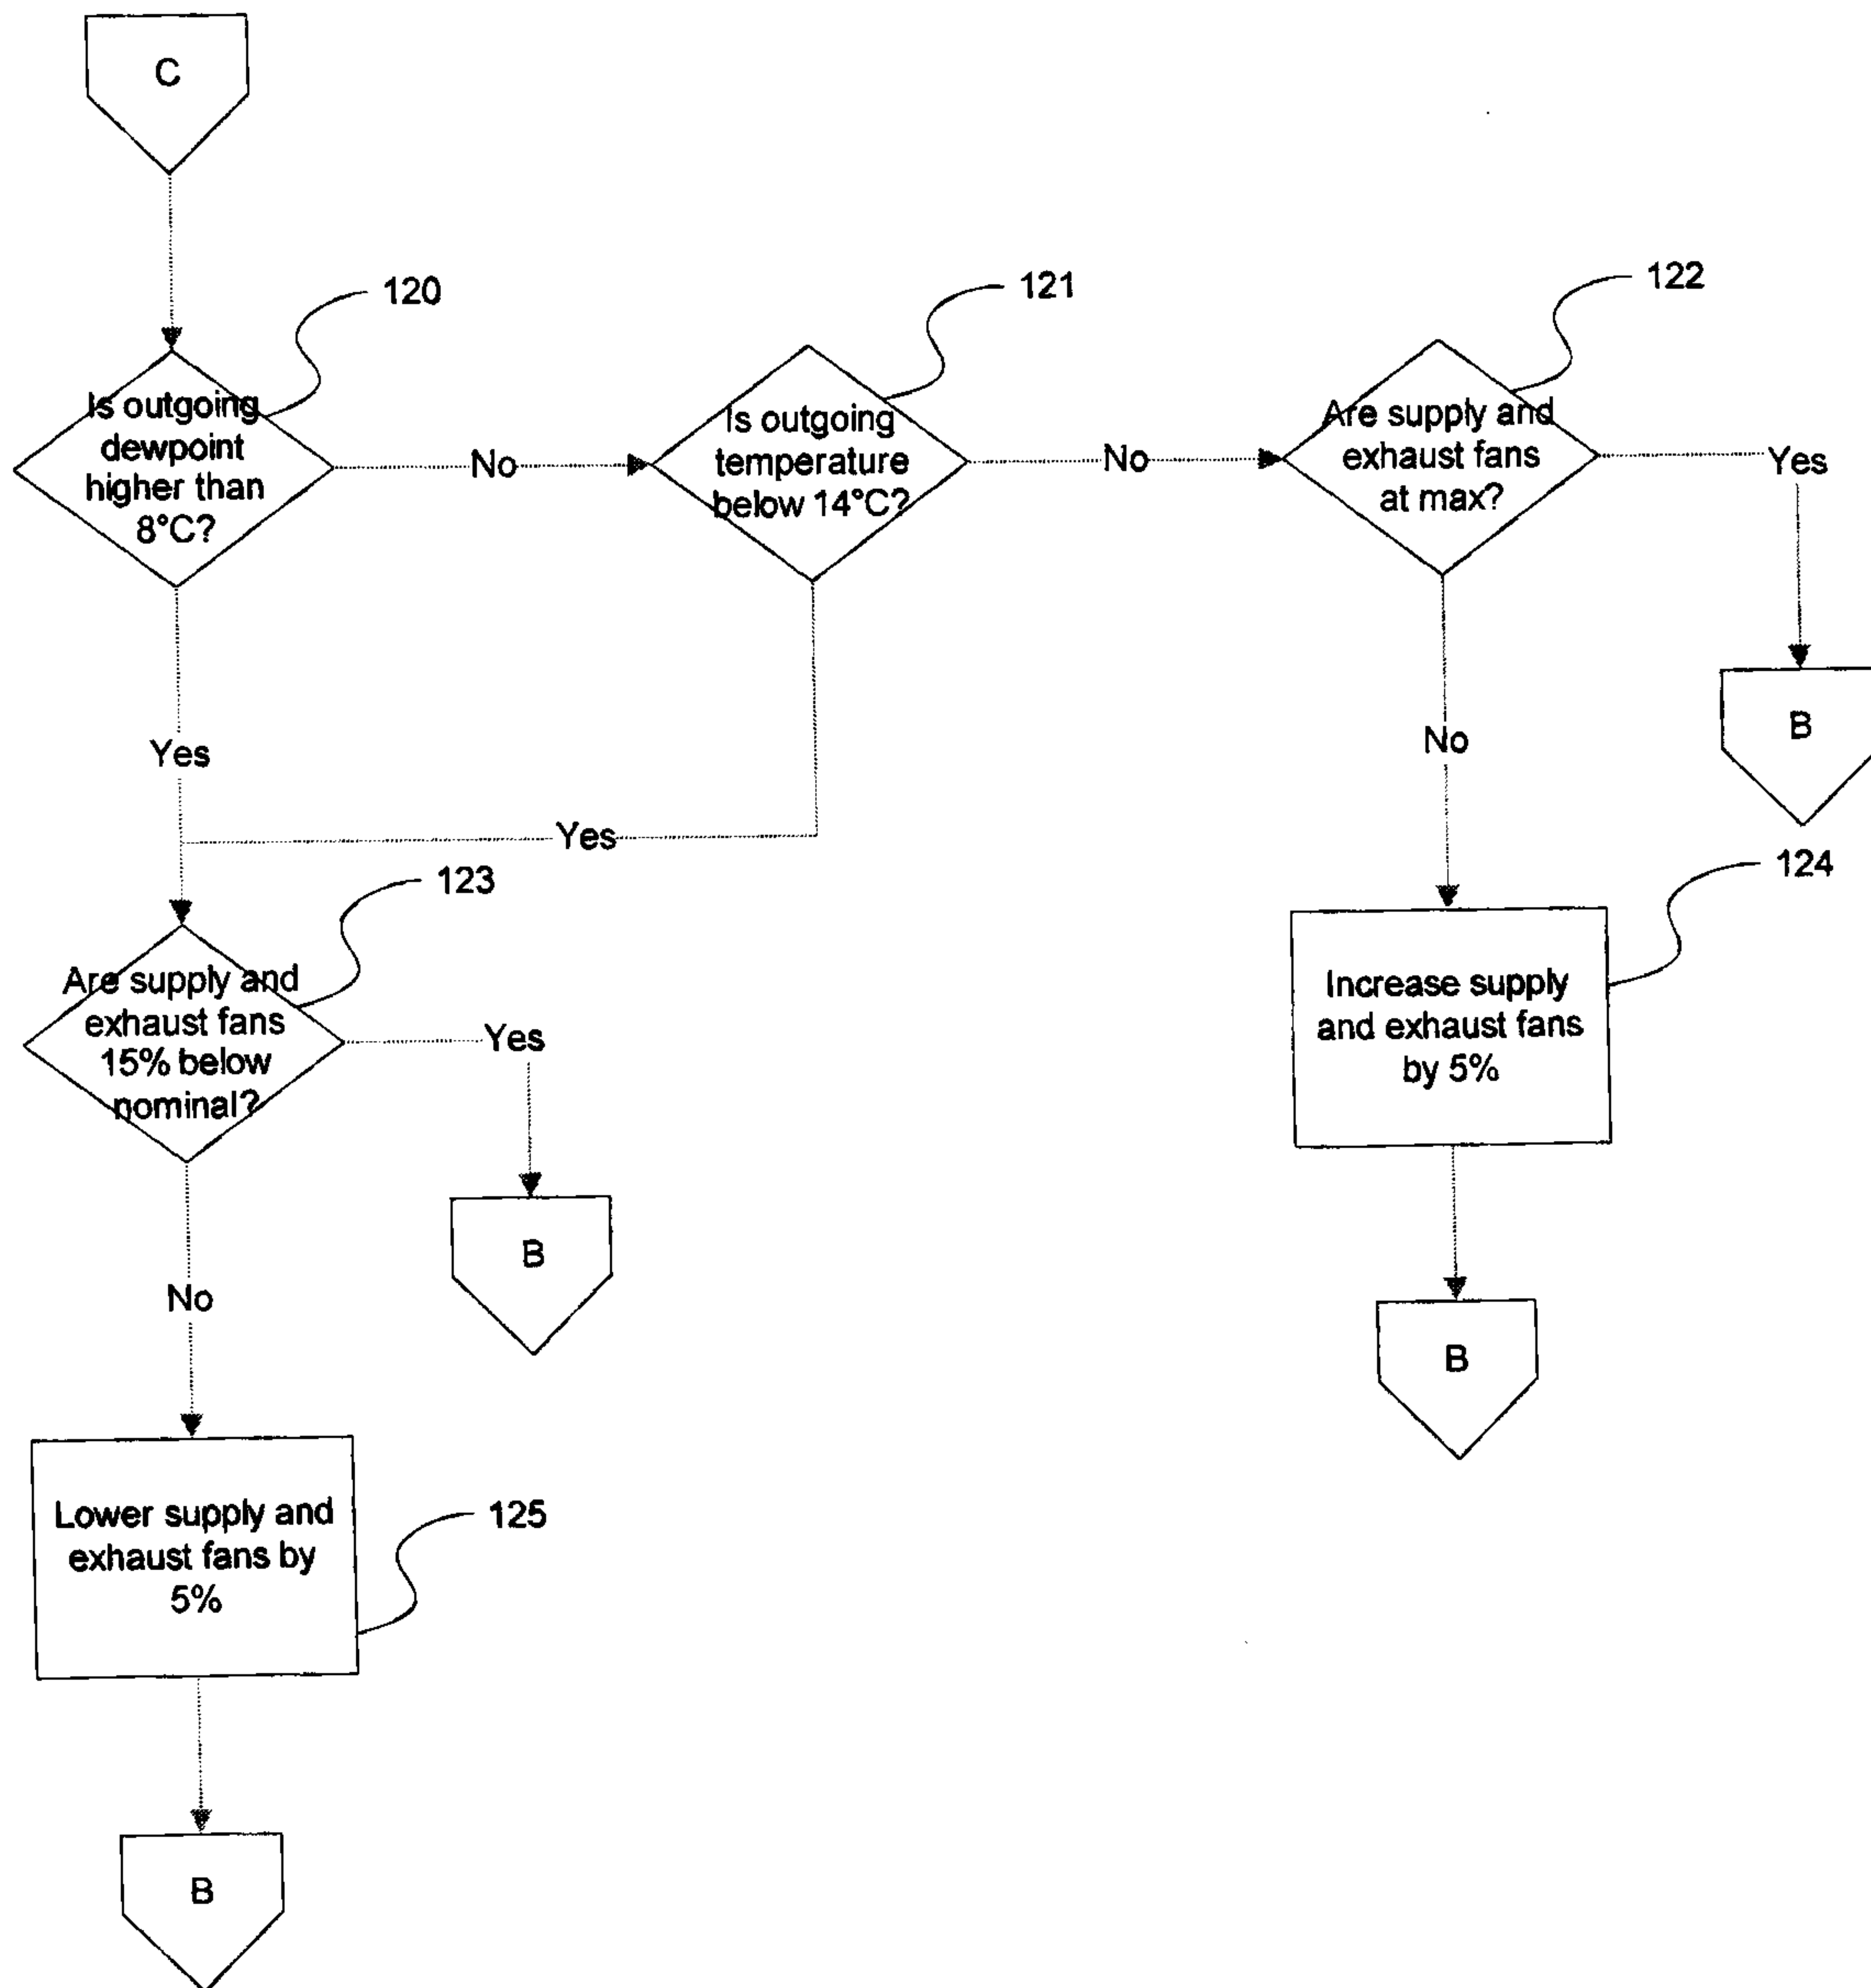 C
120
121
122
Is outgoing
dewpoint
higher than
8°C?
No
Is outgoing
temperature
below 14°C?
No
Are supply and
exhaust fans
at max?
Yes
B
Yes
No
Yes
123
124
Are supply and
exhaust fans
15% below
nominal?
Yes
B
Increase supply
and exhaust fans
by 5%
B
No
Lower supply and
exhaust fans by
5%
125
B